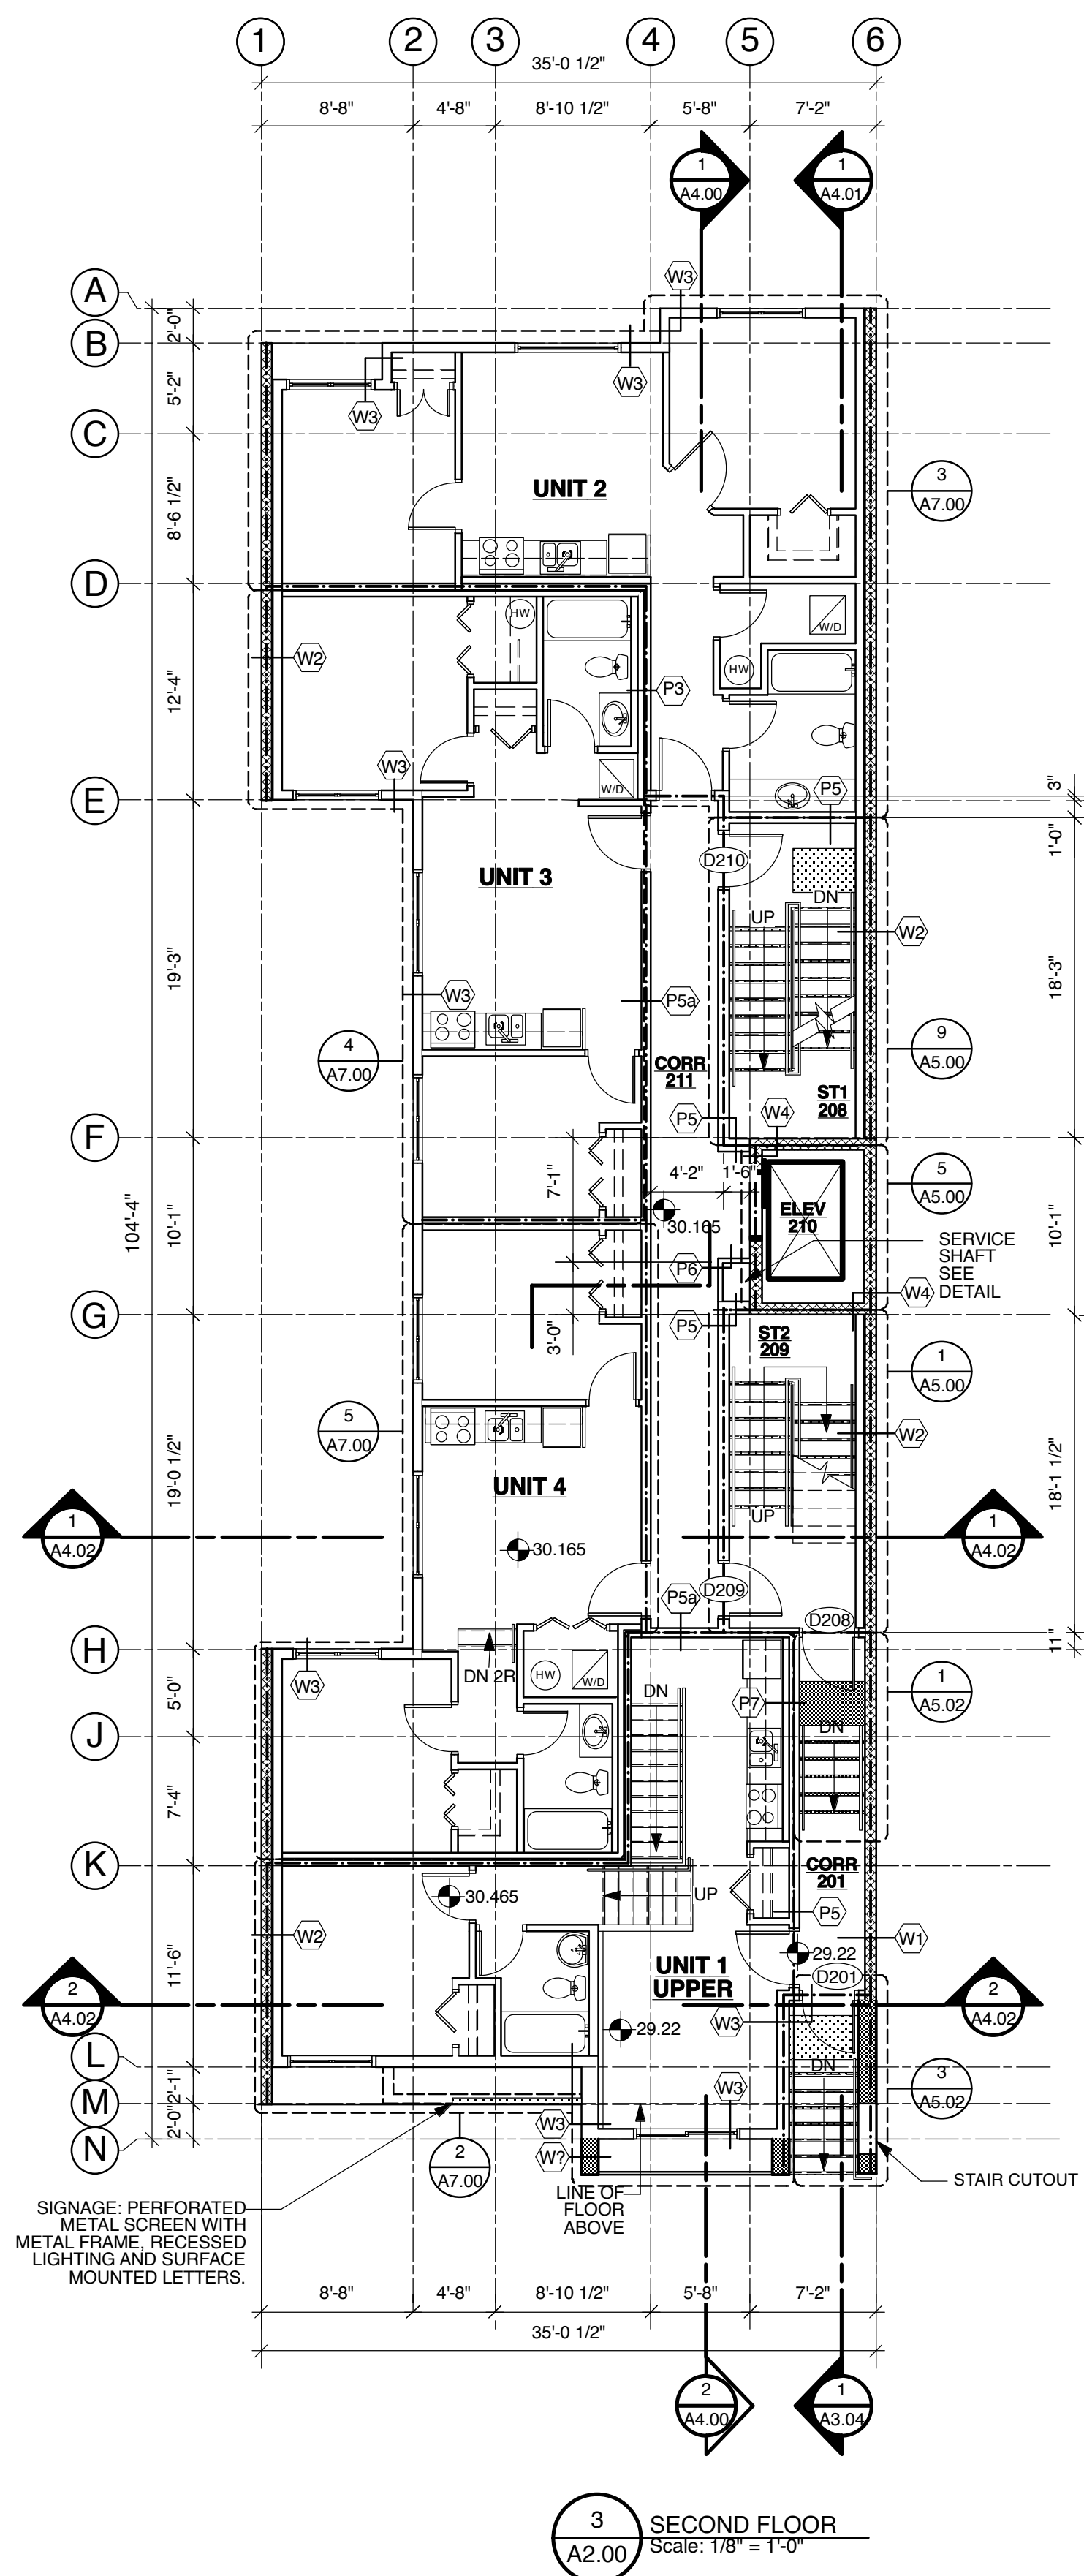 1 2 3 4 5 6
35'-0 1/2"
8'-8" 4'-8" 8'-10 1/2" 5'-8" 7'-2"
1
A4.00
1
A4.01
A
W3
2'-0"
B
W3
W3
5'-2"
C
UNIT 2
3
A7.00
8'-6 1/2"
D
HW
W/D
W2
HW
P3
12'-4"
W3
W/D
P5
E
3"
1'-0"
D210
UNIT 3
DN
UP
W2
19'-3"
18'-3"
W3
P5a
4
A7.00
9
A5.00
CORR
211
ST1
208
P5
W4
F
7'-1"
4'-2" 1'-6"
5
A5.00
ELEV
210
30.165
104'-4"
10'-1"
10'-1"
SERVICE
SHAFT
SEE
DETAIL
P6
W4
G
P5
3'-0"
ST2
209
1
A5.00
5
A7.00
W2
UNIT 4
19'-0 1/2"
18'-1 1/2"
UP
1
A4.02
30.165
1
A4.02
P5a
D209
D208
H
11"
W3
DN 2R
HW
W/D
DN
P7
1
A5.02
5'-0"
DN
J
7'-4"
K
CORR
201
30.465
UP
P5
W2
W1
29.22
UNIT 1
UPPER
D201
11'-6"
2
A4.02
W3
2
A4.02
29.22
L
DN
2'-1"
W3
3
A5.02
M
2'-0"
W3
N
W?
2
A7.00
STAIR CUTOUT
LINE OF
FLOOR
ABOVE
SIGNAGE: PERFORATED
METAL SCREEN WITH
METAL FRAME, RECESSED
LIGHTING AND SURFACE
MOUNTED LETTERS.
8'-8" 4'-8" 8'-10 1/2" 5'-8" 7'-2"
35'-0 1/2"
2
A4.00
1
A3.04
3
A2.00
SECOND FLOOR
Scale: 1/8" = 1'-0"